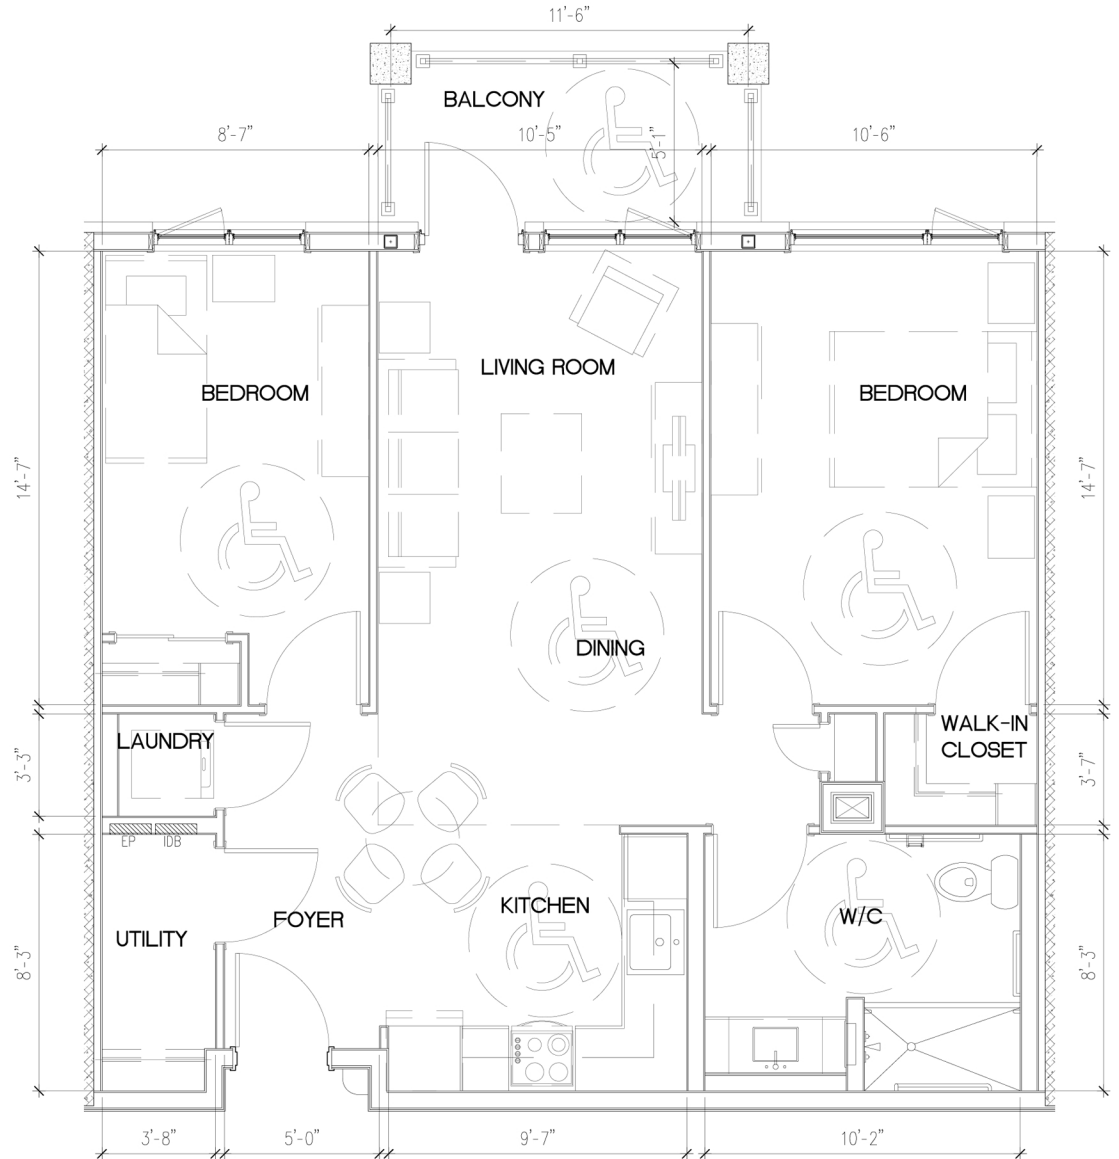 11'-6"
BALCONY
8'-7"
10'-5"
5'-1"
10'-6"
LIVING ROOM
BEDROOM
BEDROOM
14'-7"
14'-7"
DINING
LAUNDRY
WALK-IN
CLOSET
3'-3"
3'-7"
EP
IDB
KITCHEN
FOYER
W/C
UTILITY
8'-3"
8'-3"
3'-8"
5'-0"
9'-7"
10'-2"